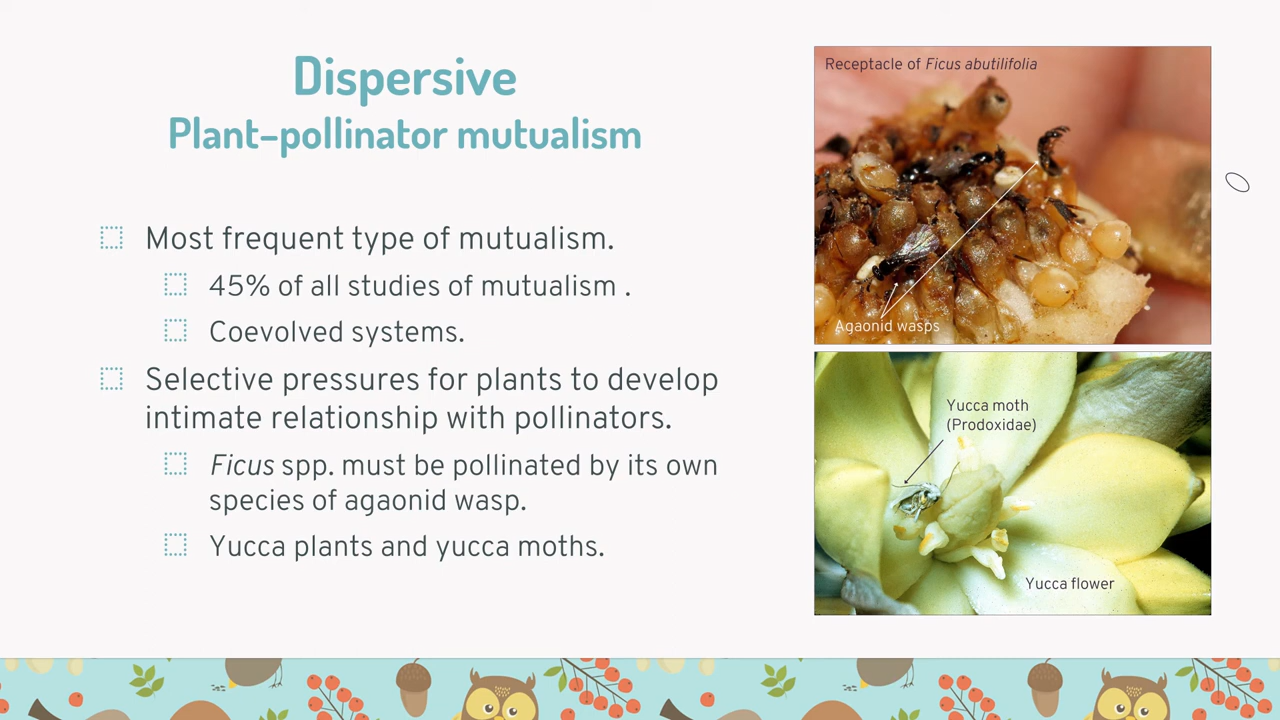 Dispersive
Plant–pollinator mutualism
Most frequent type of mutualism.
45% of all studies of mutualism .
Coevolved systems.
Selective pressures for plants to develop
intimate relationship with pollinators.
Ficus spp. must be pollinated by its own
species of agaonid wasp.
Yucca plants and yucca moths.
Receptacle of Ficus abutilifolia
Agaonid wasps
Yucca moth
(Prodoxidae)
Yucca flower